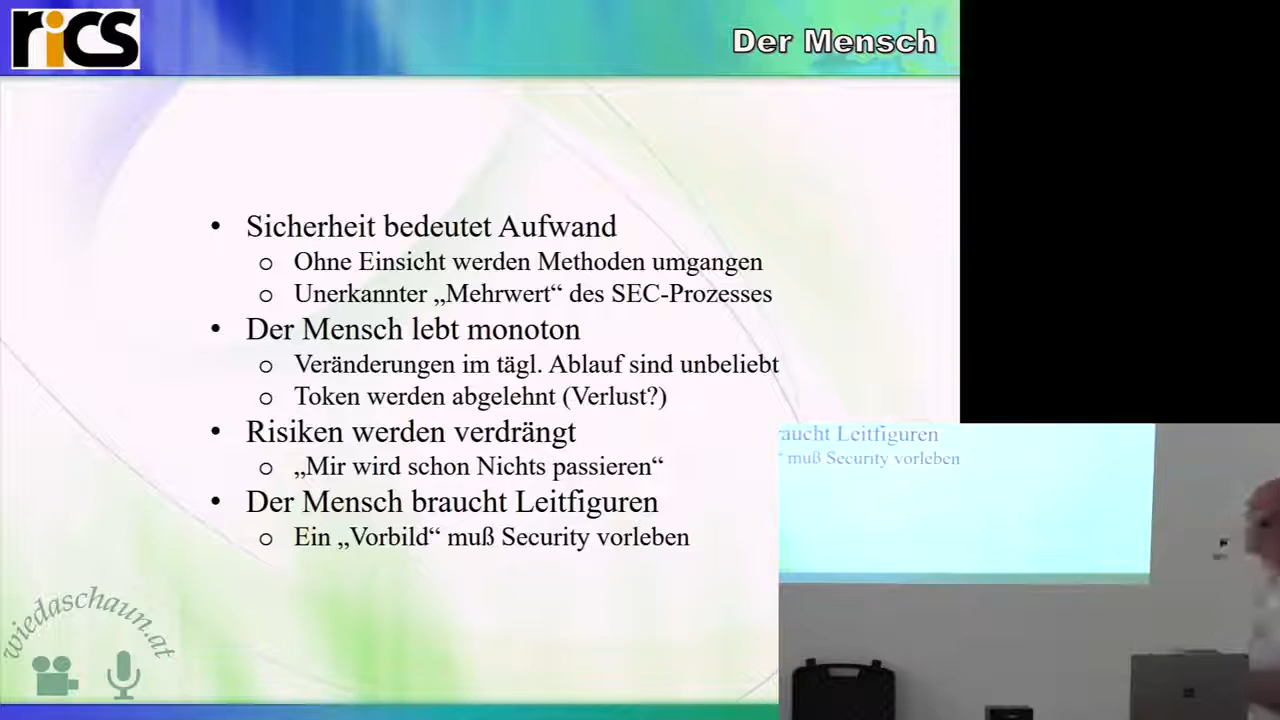 rics
Der Mensch
• Sicherheit bedeutet Aufwand
o Ohne Einsicht werden Methoden umgangen
o Unerkannter „Mehrwert“ des SEC-Prozesses
• Der Mensch lebt monoton
o Veränderungen im tägl. Ablauf sind unbeliebt
o Token werden abgelehnt (Verlust?)
• Risiken werden verdrängt
o „Mir wird schon Nichts passieren“
• Der Mensch braucht Leitfiguren
o Ein „Vorbild“ muß Security vorleben
raucht Leitfiguren
“ muß Security vorleben
wiedaschaun.at